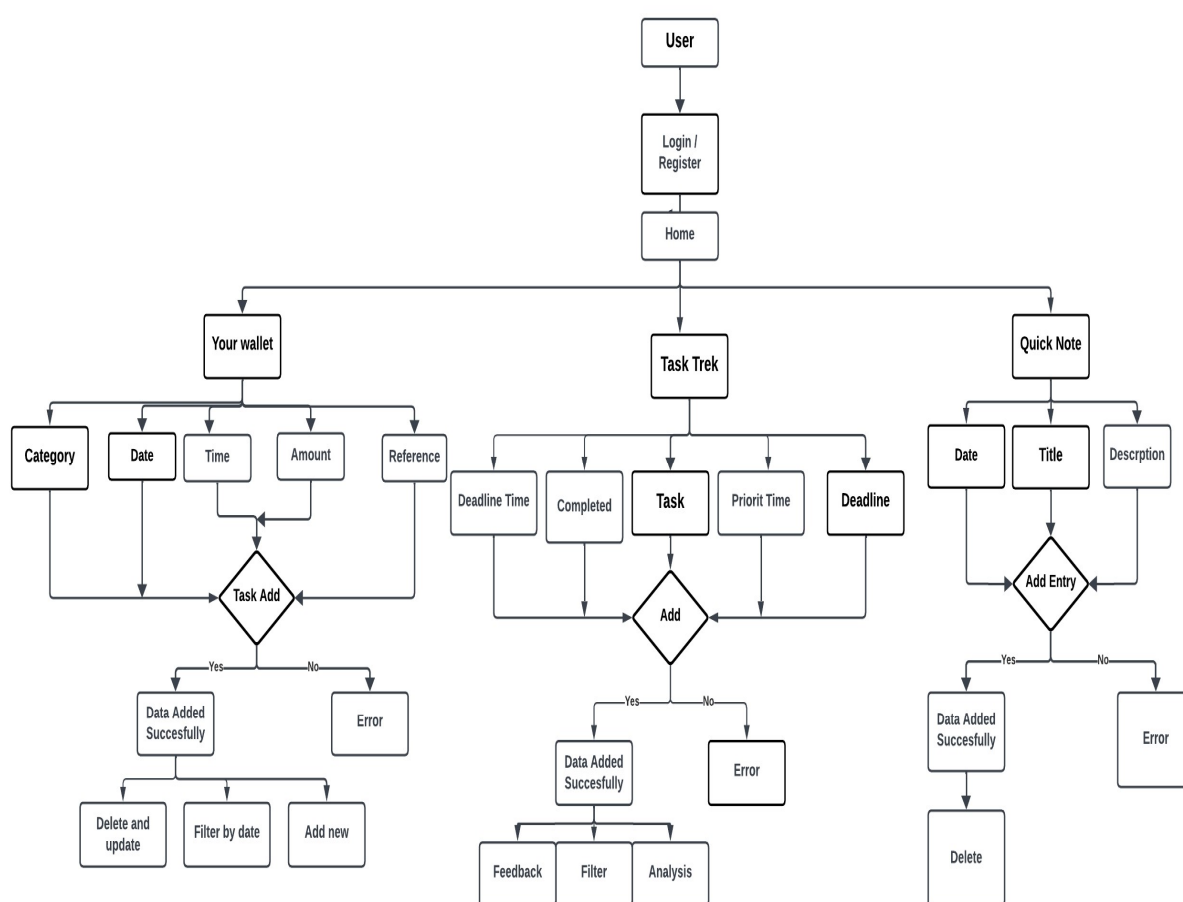 User
Login /
Register
Home
Your wallet
Task Trek
Quick Note
Category
Date
Time
Amount
Reference
Deadline Time
Completed
Task
Priorit Time
Deadline
Date
Title
Descrption
Task Add
Add
Add Entry
Yes
No
Yes
No
Yes
No
Data Added
Succesfully
Error
Data Added
Succesfully
Error
Data Added
Succesfully
Error
Delete and
update
Filter by date
Add new
Feedback
Filter
Analysis
Delete